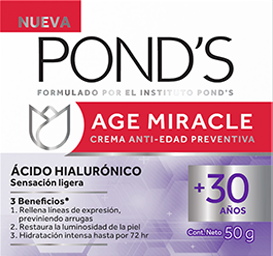 NUEVA
POND'S
FORMULADO POR EL INSTITUTO POND'S
AGE MIRACLE
CREMA ANTI-EDAD PREVENTIVA
ÁCIDO HIALURÓNICO
Sensación ligera
3 Beneficios*
1. Rellena líneas de expresión,
previniendo arrugas
2. Restaura la luminosidad de la piel
3. Hidratación intensa hasta por 72 hr
+30
AÑOS
Cont. Neto 50 g